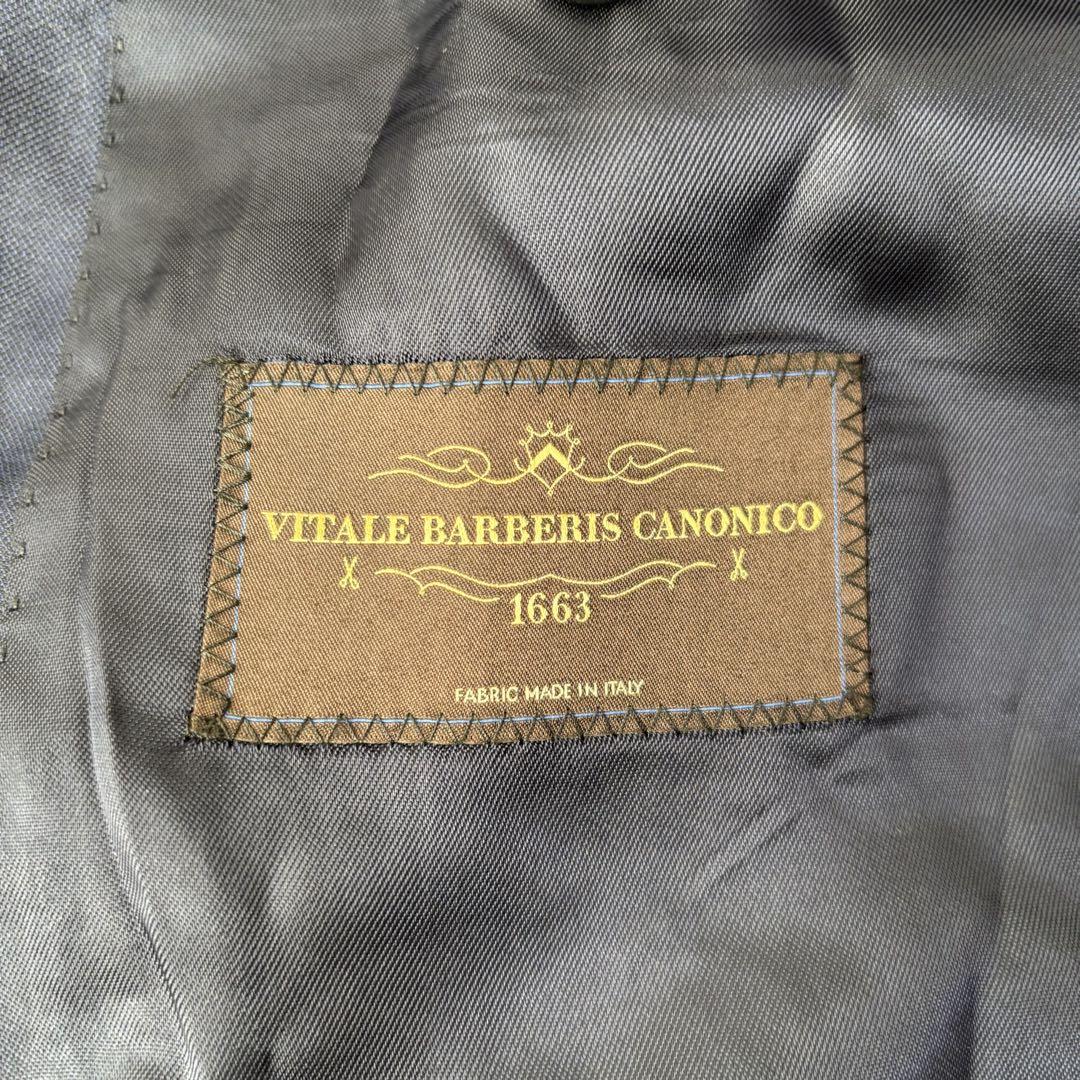 VITALE BARBERIS CANONICO
1663
FABRIC MADE IN ITALY